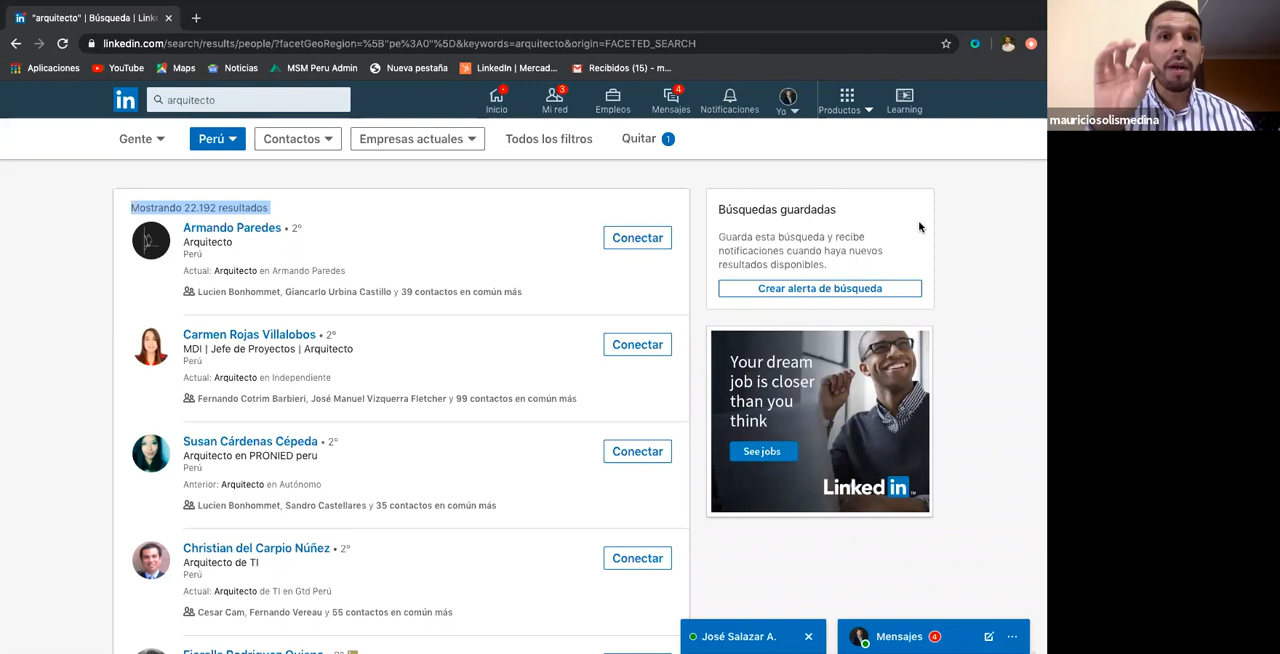 "arquitecto" | Búsqueda | Linke
linkedin.com/search/results/people/?facetGeoRegion=%5B"pe%3A0"%5D&keywords=arquitecto&origin=FACETED_SEARCH
Aplicaciones YouTube Maps Noticias MSM Peru Admin Nueva pestaña LinkedIn | Mercad... Recibidos (15) - m...
in arquitecto Inicio 3 Mi red Empleos 4 Mensajes Notificaciones Yo Productos Learning
mauriciosolismedina
Gente Perú Contactos Empresas actuales Todos los filtros Quitar 1
Mostrando 22.192 resultados
Armando Paredes • 2º
Arquitecto
Perú
Actual: Arquitecto en Armando Paredes
Lucien Bonhommet, Giancarlo Urbina Castillo y 39 contactos en común más
Conectar
Carmen Rojas Villalobos • 2º
MDI | Jefe de Proyectos | Arquitecto
Perú
Actual: Arquitecto en Independiente
Fernando Cotrim Barbieri, José Manuel Vizquerra Fletcher y 99 contactos en común más
Conectar
Susan Cárdenas Cépeda • 2º
Arquitecto en PRONIED peru
Perú
Anterior: Arquitecto en Autónomo
Lucien Bonhommet, Sandro Castellares y 35 contactos en común más
Conectar
Christian del Carpio Núñez • 2º
Arquitecto de TI
Perú
Actual: Arquitecto de TI en Gtd Perú
Cesar Cam, Fernando Vereau y 55 contactos en común más
Conectar
Búsquedas guardadas
Guarda esta búsqueda y recibe
notificaciones cuando haya nuevos
resultados disponibles.
Crear alerta de búsqueda
Your dream
job is closer
than you
think
See jobs
Linked in
José Salazar A.
Mensajes 4